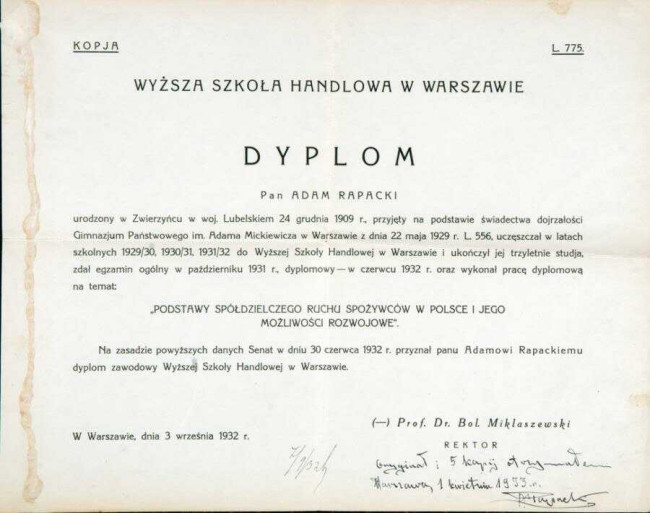 KOPJA
L. 775.
WYŻSZA SZKOŁA HANDLOWA W WARSZAWIE
DYPLOM
Pan ADAM RAPACKI
urodzony w Zwierzyńcu w woj. Lubelskiem 24 grudnia 1909 r., przyjęty na podstawie świadectwa dojrzałości
Gimnazjum Państwowego im. Adama Mickiewicza w Warszawie z dnia 22 maja 1929 r. L. 556, uczęszczał w latach
szkolnych 1929/30, 1930/31, 1931/32 do Wyższej Szkoły Handlowej w Warszawie i ukończył jej trzyletnie studja,
zdał egzamin ogólny w październiku 1931 r., dyplomowy — w czerwcu 1932 r. oraz wykonał pracę dyplomową
na temat:
„PODSTAWY SPÓŁDZIELCZEGO RUCHU SPOŻYWCÓW W POLSCE I JEGO
MOŻLIWOŚCI ROZWOJOWE".
Na zasadzie powyższych danych Senat w dniu 30 czerwca 1932 r. przyznał panu Adamowi Rapackiemu
dyplom zawodowy Wyższej Szkoły Handlowej w Warszawie.
(—) Prof. Dr. Bol. Miklaszewski
REKTOR
W Warszawie, dnia 3 września 1932 r.
Oryginał i 5 kopij otrzymałem
Warszawa, 1 kwietnia 1933 r.